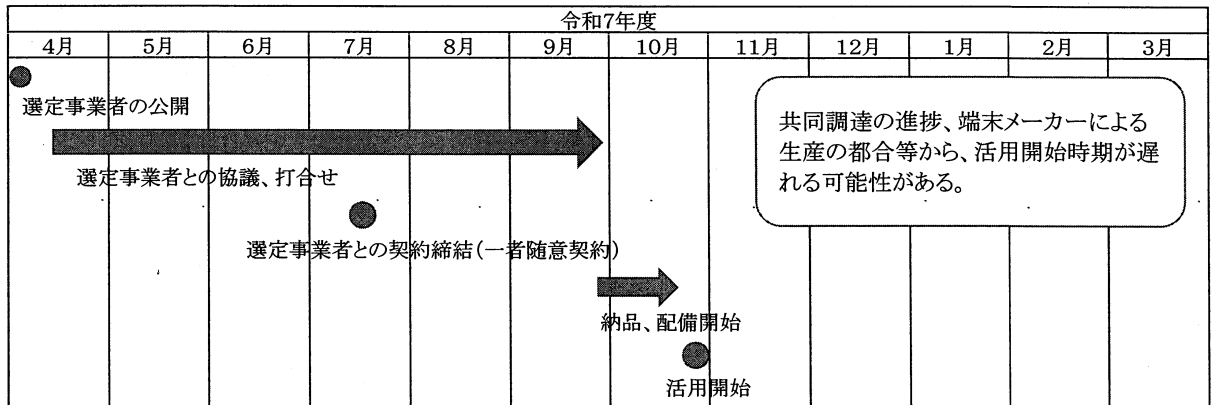 令和7年度
4月 5月 6月 7月 8月 9月 10月 11月 12月 1月 2月 3月
選定事業者の公開
共同調達の進捗、端末メーカーによる
生産の都合等から、活用開始時期が遅
れる可能性がある。
選定事業者との協議、打合せ
選定事業者との契約締結(一者随意契約)
納品、配備開始
活用開始